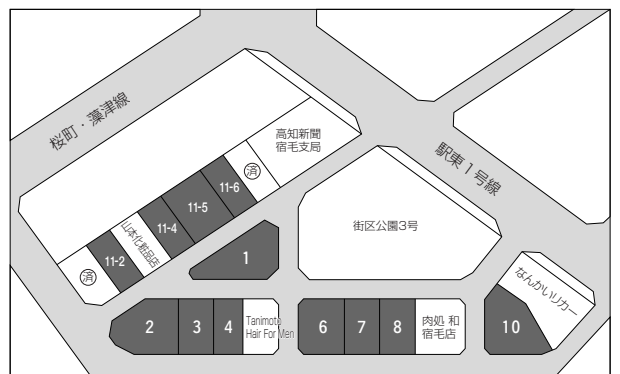 桜町・藻津線
高知新聞
宿毛支局
済
11-6
11-5
11-4
山本化粧品店
11-2
済
駅東1号線
街区公園3号
1
なんかいリカー
2
3
4
Tanimoto
Hair For Men
6
7
8
肉処 和
宿毛店
10